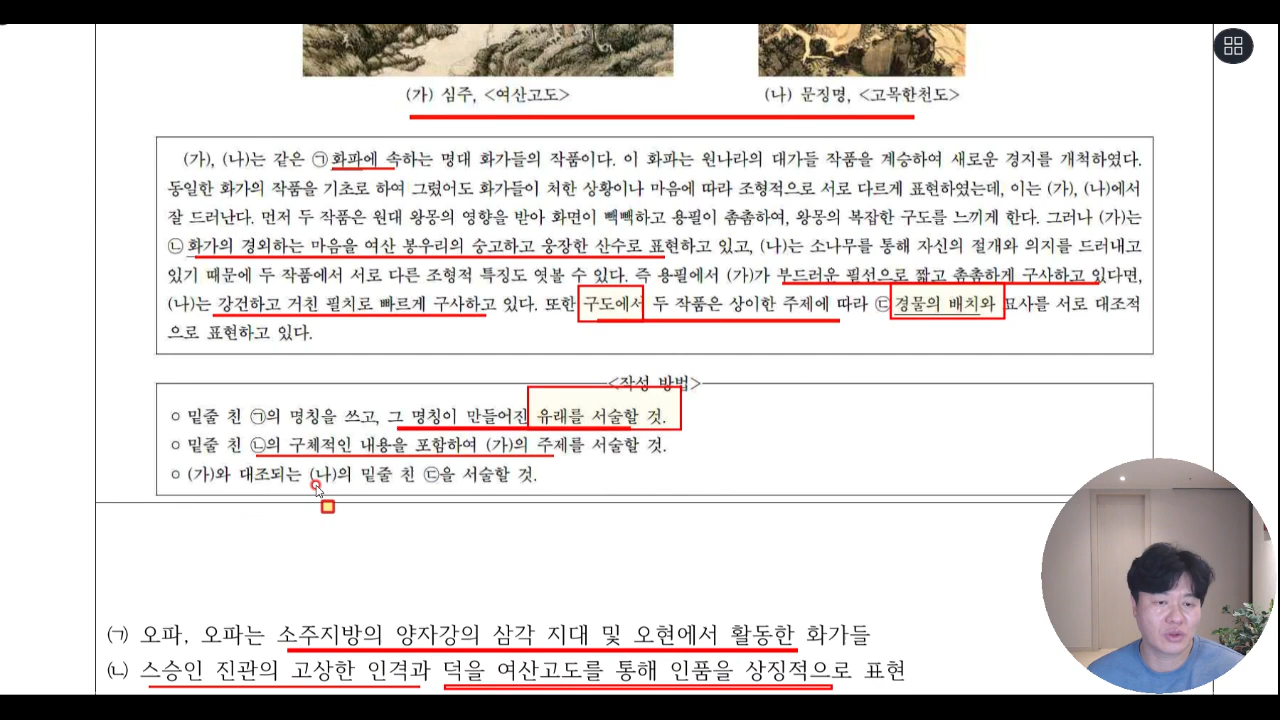 (가) 심주, <여산고도>
(나) 문징명, <고목한천도>
(가), (나)는 같은 ㉠화파에 속하는 명대 화가들의 작품이다. 이 화파는 원나라의 대가들 작품을 계승하여 새로운 경지를 개척하였다.
동일한 화가의 작품을 기초로 하여 그렸어도 화가들이 처한 상황이나 마음에 따라 조형적으로 서로 다르게 표현하였는데, 이는 (가), (나)에서
잘 드러난다. 먼저 두 작품은 원대 왕몽의 영향을 받아 화면이 빽빽하고 용필이 촘촘하여, 왕몽의 복잡한 구도를 느끼게 한다. 그러나 (가)는
㉡화가의 경외하는 마음을 여산 봉우리의 숭고하고 웅장한 산수로 표현하고 있고, (나)는 소나무를 통해 자신의 절개와 의지를 드러내고
있기 때문에 두 작품에서 서로 다른 조형적 특징도 엿볼 수 있다. 즉 용필에서 (가)가 부드러운 필선으로 짧고 촘촘하게 구사하고 있다면,
(나)는 강건하고 거친 필치로 빠르게 구사하고 있다. 또한 구도에서 두 작품은 상이한 주제에 따라 ㉢경물의 배치와 묘사를 서로 대조적
으로 표현하고 있다.
<작성 방법>
○ 밑줄 친 ㉠의 명칭을 쓰고, 그 명칭이 만들어진 유래를 서술할 것.
○ 밑줄 친 ㉡의 구체적인 내용을 포함하여 (가)의 주제를 서술할 것.
○ (가)와 대조되는 (나)의 밑줄 친 ㉢을 서술할 것.
㈀ 오파, 오파는 소주지방의 양자강의 삼각 지대 및 오현에서 활동한 화가들
㈁ 스승인 진관의 고상한 인격과 덕을 여산고도를 통해 인품을 상징적으로 표현